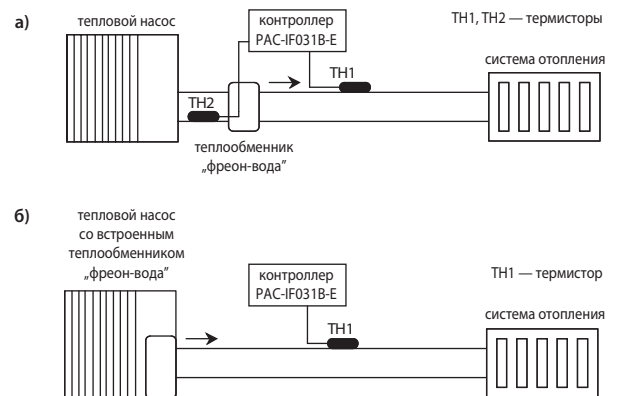 а)
тепловой насос
контроллер
PAC-IF031B-E
TH1, TH2 — термисторы
система отопления
TH1
TH2
теплообменник
„фреон-вода”
б)
тепловой насос
со встроенным
теплообменником
„фреон-вода”
контроллер
PAC-IF031B-E
TH1 — термистор
система отопления
TH1